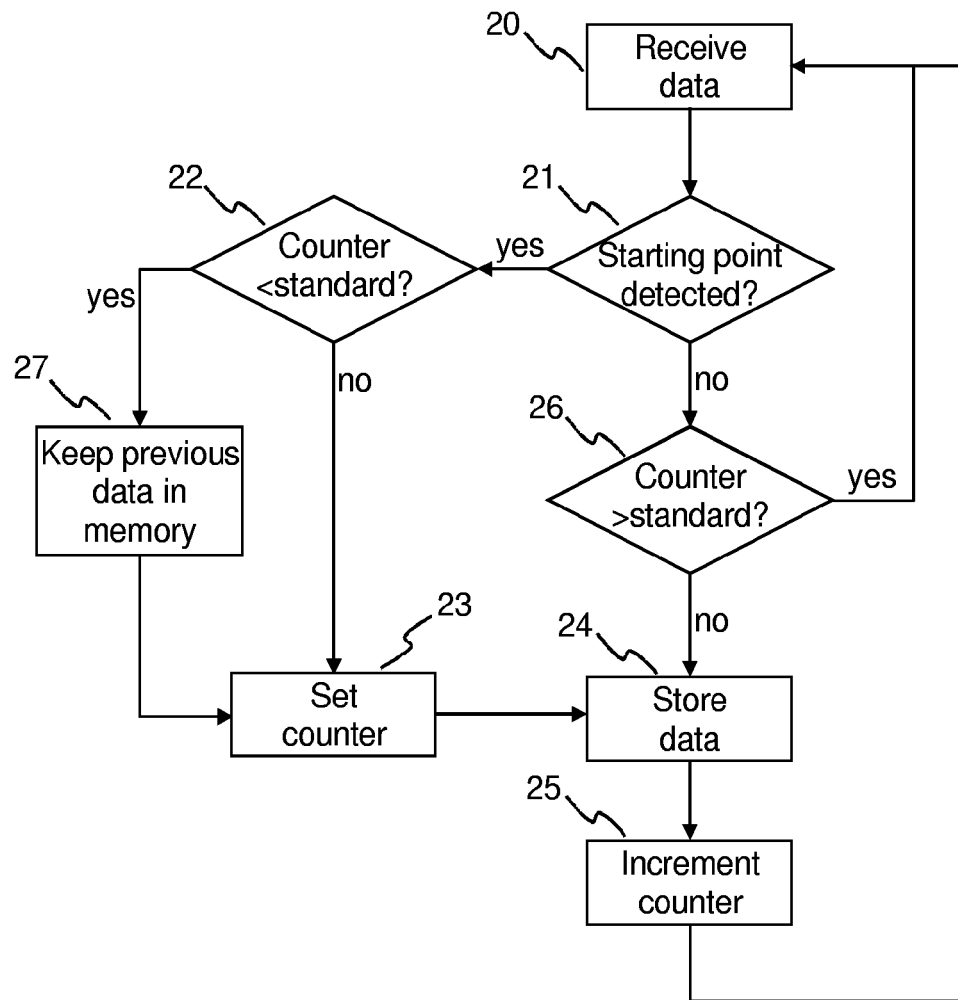 20
Receive
data
22
21
Counter
<standard?
yes
Starting point
detected?
yes
no
no
27
26
Keep previous
data in
memory
Counter
>standard?
yes
no
23
24
Set
counter
Store
data
25
Increment
counter